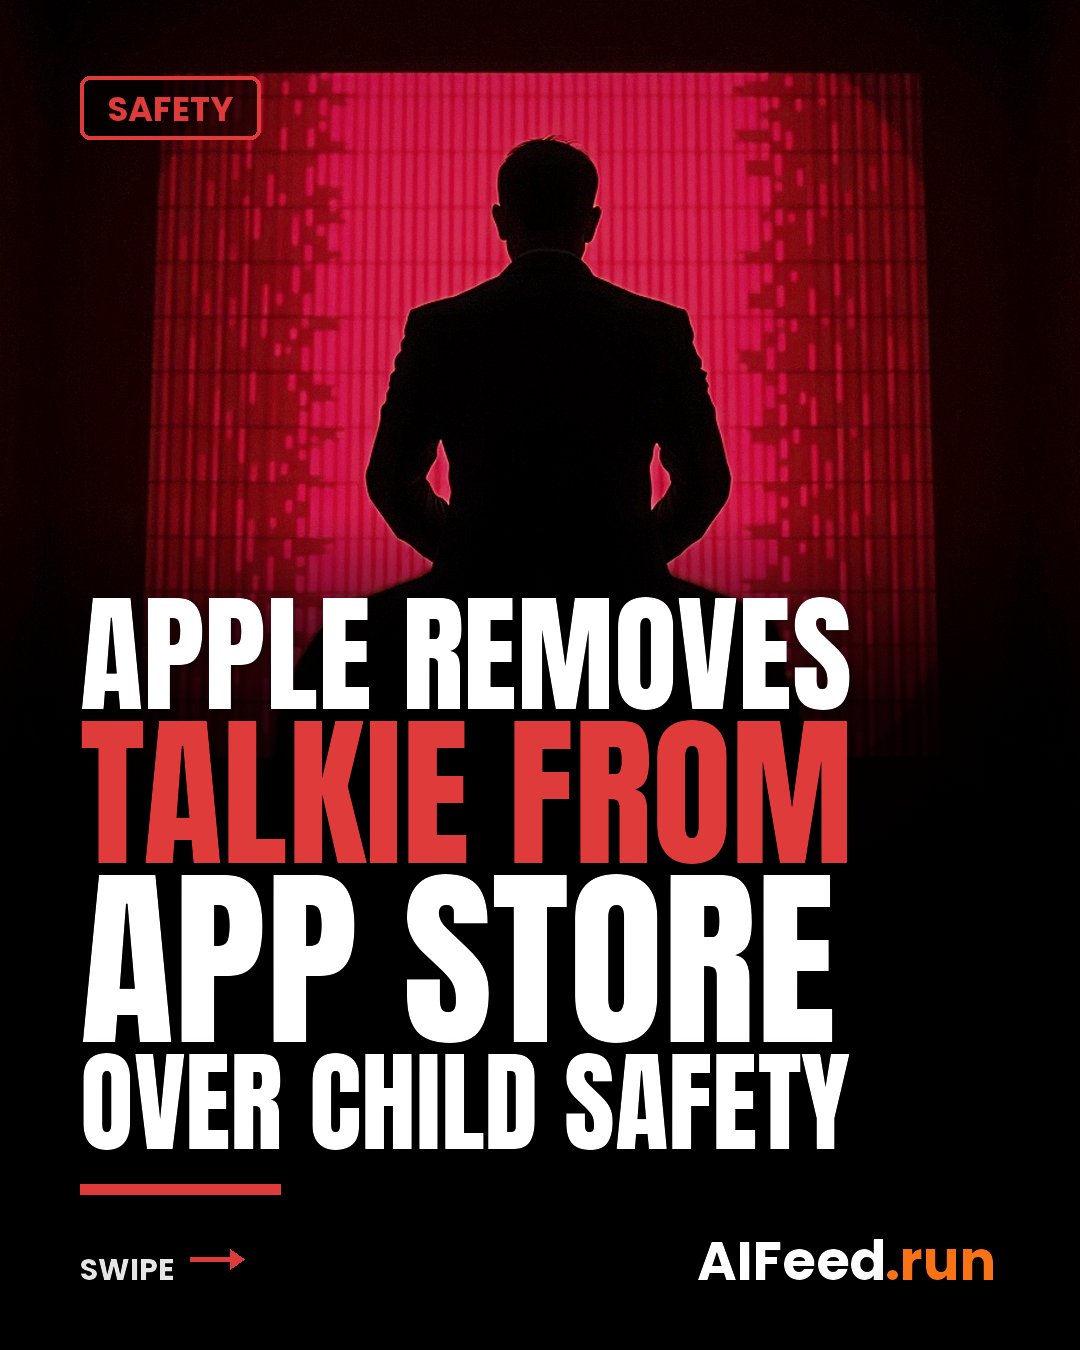 SAFETY
APPLE REMOVES
TALKIE FROM
APP STORE
OVER CHILD SAFETY
SWIPE
AIFeed.run